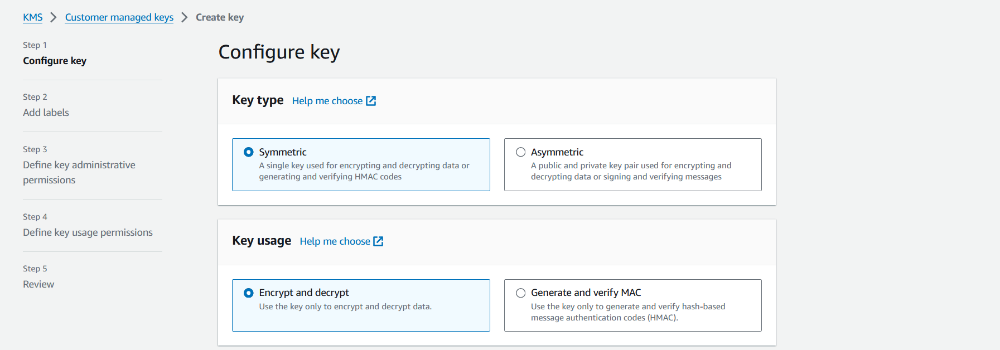 KMS > Customer managed keys > Create key
Step 1
Configure key
Step 2
Add labels
Step 3
Define key administrative
permissions
Step 4
Define key usage permissions
Step 5
Review
Configure key
Key type Help me choose
Symmetric
A single key used for encrypting and decrypting data or
generating and verifying HMAC codes
Asymmetric
A public and private key pair used for encrypting and
decrypting data or signing and verifying messages
Key usage Help me choose
Encrypt and decrypt
Use the key only to encrypt and decrypt data.
Generate and verify MAC
Use the key only to generate and verify hash-based
message authentication codes (HMAC).